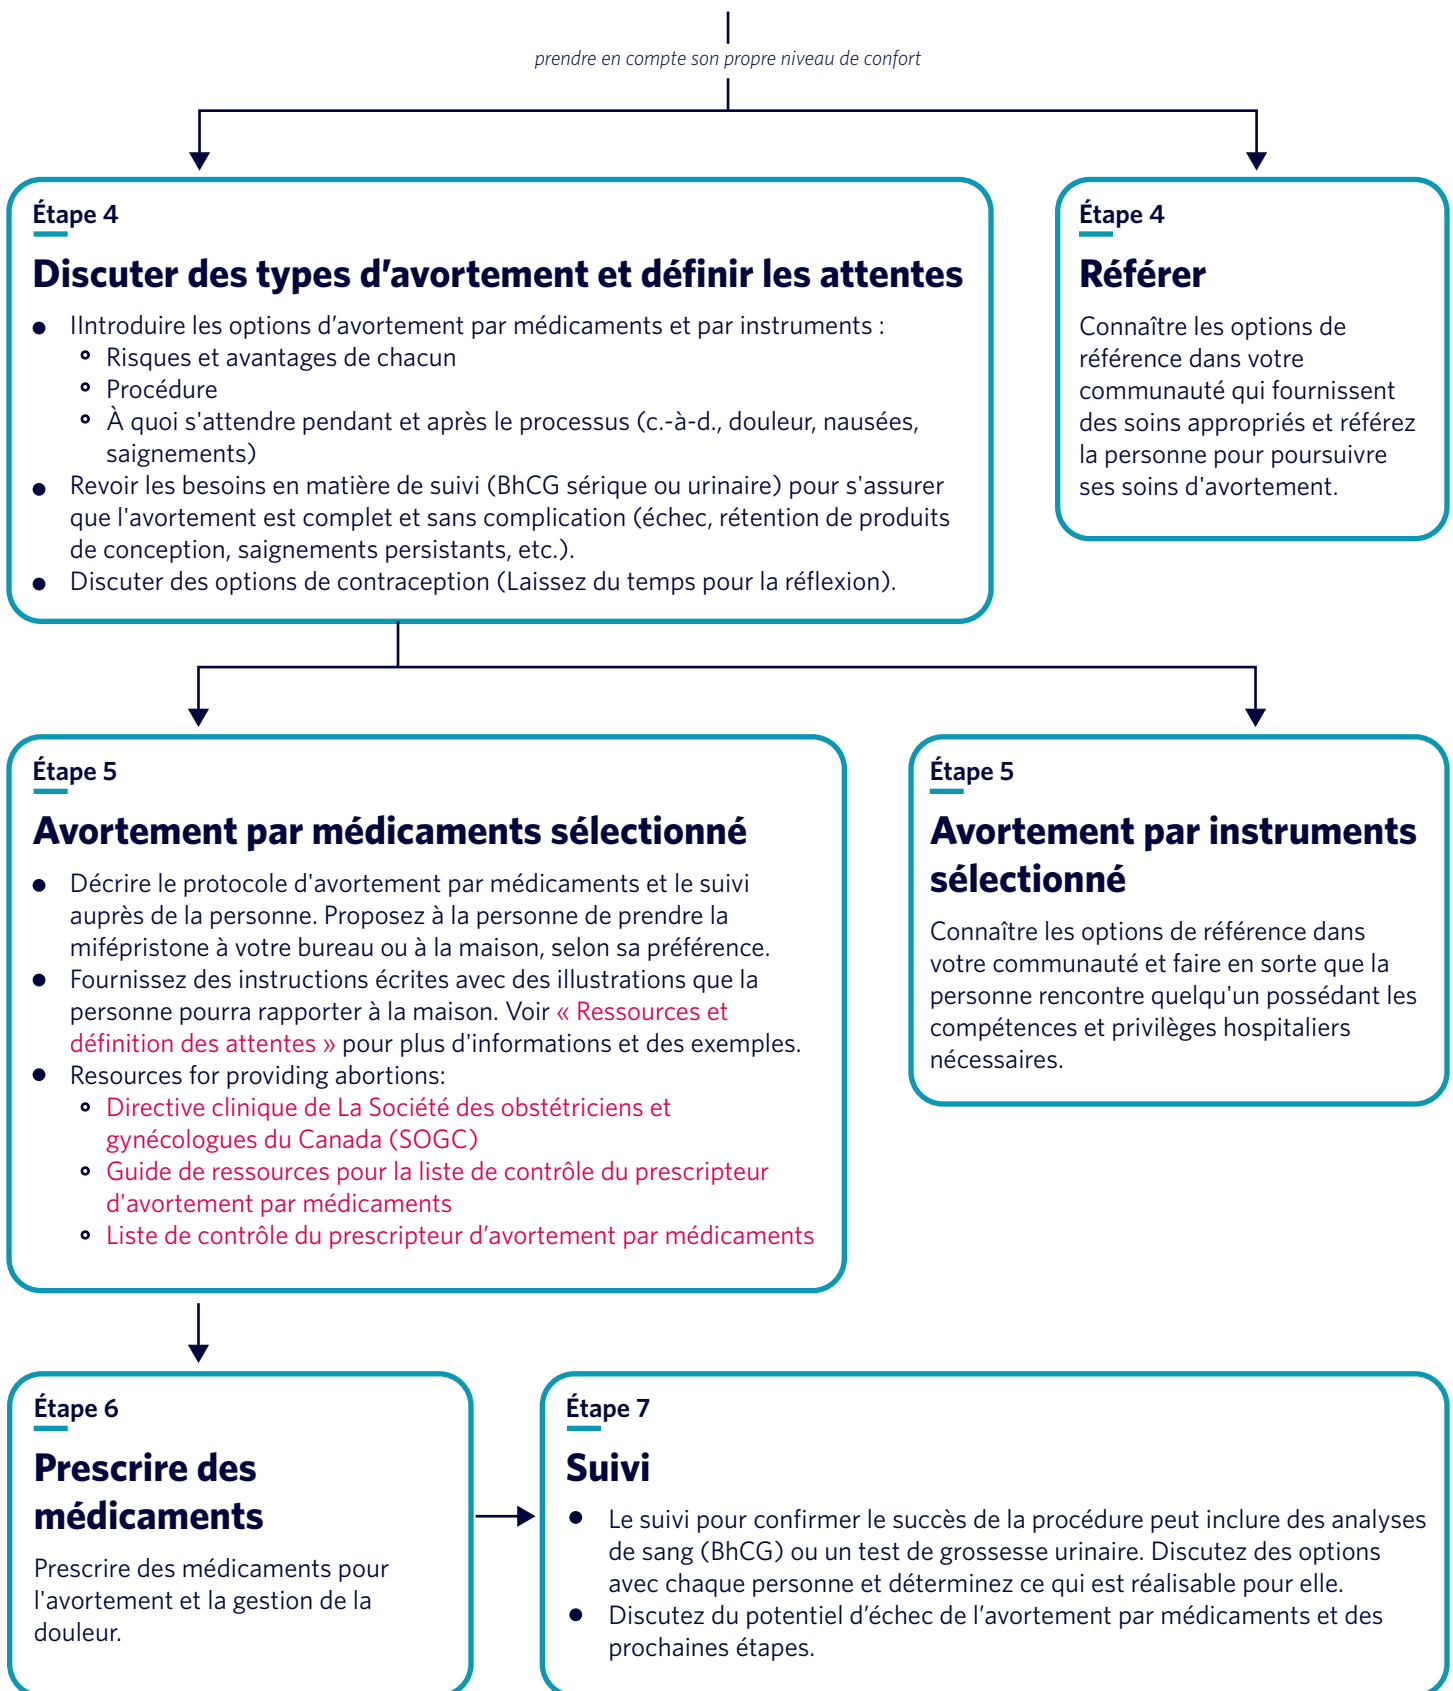 prendre en compte son propre niveau de confort
Étape 4
Discuter des types d’avortement et définir les attentes
IIntroduire les options d’avortement par médicaments et par instruments :
Risques et avantages de chacun
Procédure
À quoi s'attendre pendant et après le processus (c.-à-d., douleur, nausées,
saignements)
Revoir les besoins en matière de suivi (BhCG sérique ou urinaire) pour s'assurer
que l'avortement est complet et sans complication (échec, rétention de produits
de conception, saignements persistants, etc.).
Discuter des options de contraception (Laissez du temps pour la réflexion).
Étape 4
Référer
Connaître les options de
référence dans votre
communauté qui fournissent
des soins appropriés et référez
la personne pour poursuivre
ses soins d'avortement.
Étape 5
Avortement par médicaments sélectionné
Décrire le protocole d'avortement par médicaments et le suivi
auprès de la personne. Proposez à la personne de prendre la
mifépristone à votre bureau ou à la maison, selon sa préférence.
Fournissez des instructions écrites avec des illustrations que la
personne pourra rapporter à la maison. Voir « Ressources et
définition des attentes » pour plus d'informations et des exemples.
Resources for providing abortions:
Directive clinique de La Société des obstétriciens et
gynécologues du Canada (SOGC)
Guide de ressources pour la liste de contrôle du prescripteur
d'avortement par médicaments
Liste de contrôle du prescripteur d’avortement par médicaments
Étape 5
Avortement par instruments
sélectionné
Connaître les options de référence dans
votre communauté et faire en sorte que la
personne rencontre quelqu'un possédant les
compétences et privilèges hospitaliers
nécessaires.
Étape 6
Prescrire des
médicaments
Prescrire des médicaments pour
l'avortement et la gestion de la
douleur.
Étape 7
Suivi
Le suivi pour confirmer le succès de la procédure peut inclure des analyses
de sang (BhCG) ou un test de grossesse urinaire. Discutez des options
avec chaque personne et déterminez ce qui est réalisable pour elle.
Discutez du potentiel d’échec de l’avortement par médicaments et des
prochaines étapes.